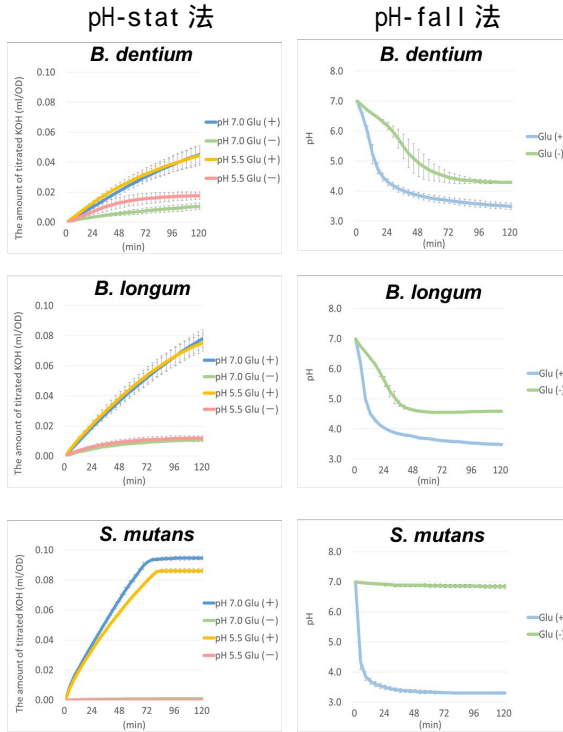 pH-stat 法
pH-fall 法
B. dentium
The amount of titrated KOH (ml/OD)
0.10
0.08
0.06
0.04
0.02
0.00
0 24 48 72 96 120
(min)
pH 7.0 Glu (+)
pH 7.0 Glu (−)
pH 5.5 Glu (+)
pH 5.5 Glu (−)
B. dentium
pH
8.0
7.0
6.0
5.0
4.0
3.0
0 24 48 72 96 120
(min)
Glu (+)
Glu (-)
B. longum
The amount of titrated KOH (ml/OD)
0.10
0.08
0.06
0.04
0.02
0.00
0 24 48 72 96 120
(min)
pH 7.0 Glu (+)
pH 7.0 Glu (−)
pH 5.5 Glu (+)
pH 5.5 Glu (−)
B. longum
pH
8.0
7.0
6.0
5.0
4.0
3.0
0 24 48 72 96 120
(min)
Glu (+
Glu (-)
S. mutans
The amount of titrated KOH (ml/OD)
0.10
0.08
0.06
0.04
0.02
0.00
0 24 48 72 96 120
(min)
pH 7.0 Glu (+)
pH 7.0 Glu (−)
pH 5.5 Glu (+)
pH 5.5 Glu (−)
S. mutans
pH
8.0
7.0
6.0
5.0
4.0
3.0
0 24 48 72 96 120
(min)
Glu (+
Glu (-)